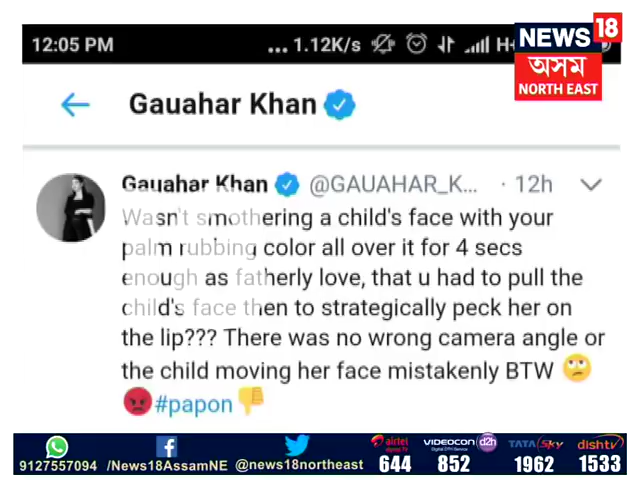 12:05 PM
... 1.12K/s
NEWS 18
অসম
NORTH EAST
Gauahar Khan
Gauahar Khan @GAUAHAR_K... · 12h
Wasn't smothering a child's face with your
palm rubbing color all over it for 4 secs
enough as fatherly love, that u had to pull the
child's face then to strategically peck her on
the lip??? There was no wrong camera angle or
the child moving her face mistakenly BTW 🙄
😡#papon👎
9127557094 /News18AssamNE @news18northeast
airtel digital TV 644
VIDEOCON d2h 852
TATA Sky 1962
dishtv 1533